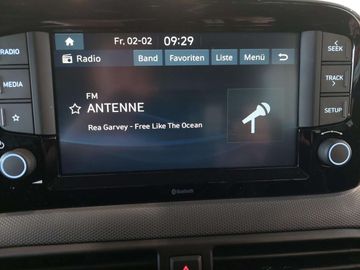 RADIO
MEDIA
Fr, 02-02 09:29
Radio Band Favoriten Liste Menü
FM
ANTENNE
Rea Garvey - Free Like The Ocean
Bluetooth
SEEK
TRACK
SETUP